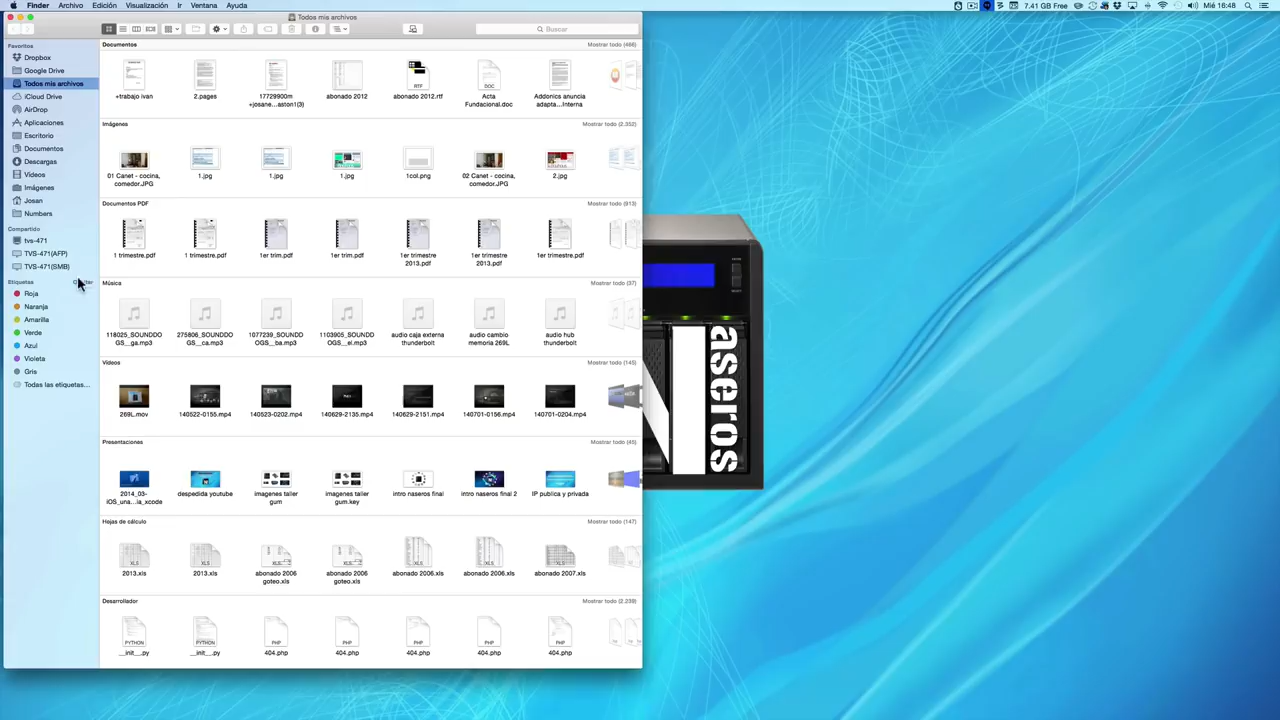 Finder Archivo Edición Visualización Ir Ventana Ayuda
7.41 GB Free Mié 16:48
Todos mis archivos
Buscar
Favoritos
Dropbox
Google Drive
Todos mis archivos
iCloud Drive
AirDrop
Aplicaciones
Escritorio
Documentos
Descargas
Vídeos
Imágenes
Josan
Numbers
Compartido
tvs-471
TVS-471(AFP)
TVS-471(SMB)
Etiquetas
Roja
Naranja
Amarilla
Verde
Azul
Violeta
Gris
Todas las etiquetas...
Documentos Mostrar todo (466)
RTF DOC
+trabajo ivan
2.pages
17729900m
+josane...aston1(3)
abonado 2012
abonado 2012.rtf
Acta
Fundacional.doc
Addonics anuncia
adapta...Interna
Imágenes Mostrar todo (2.352)
01 Canet - cocina,
comedor.JPG
1.jpg
1.jpg
1.jpg
1col.png
02 Canet - cocina,
comedor.JPG
2.jpg
Documentos PDF Mostrar todo (913)
1 trimestre.pdf
1 trimestre.pdf
1er trim.pdf
1er trim.pdf
1er trimestre
2013.pdf
1er trimestre
2013.pdf
1er trimestre.pdf
Música Mostrar todo (37)
118025_SOUNDDO
GS__ga.mp3
275806_SOUNDDO
GS__ca.mp3
1077239_SOUNDD
OGS__ba.mp3
1103905_SOUNDD
OGS__el.mp3
audio caja externa
thunderbolt
audio cambio
memoria 269L
audio hub
thunderbolt
Vídeos Mostrar todo (145)
269L.mov
140522-0155.mp4
140523-0202.mp4
140629-2135.mp4
140629-2151.mp4
140701-0156.mp4
140701-0204.mp4
Presentaciones Mostrar todo (45)
2014_03-
iOS_una...ia_xcode
despedida youtube
imagenes taller
gum
imagenes taller
gum.key
intro naseros final
intro naseros final 2
IP publica y privada
Hojas de cálculo Mostrar todo (147)
XLS XLS XLS XLS XLS XLS XLS
2013.xls
2013.xls
abonado 2006
goteo.xls
abonado 2006
goteo.xls
abonado 2006.xls
abonado 2006.xls
abonado 2007.xls
Desarrollador Mostrar todo (2.239)
PYTHON PYTHON PHP PHP PHP PHP PHP
__init__.py
__init__.py
404.php
404.php
404.php
404.php
404.php
aseros